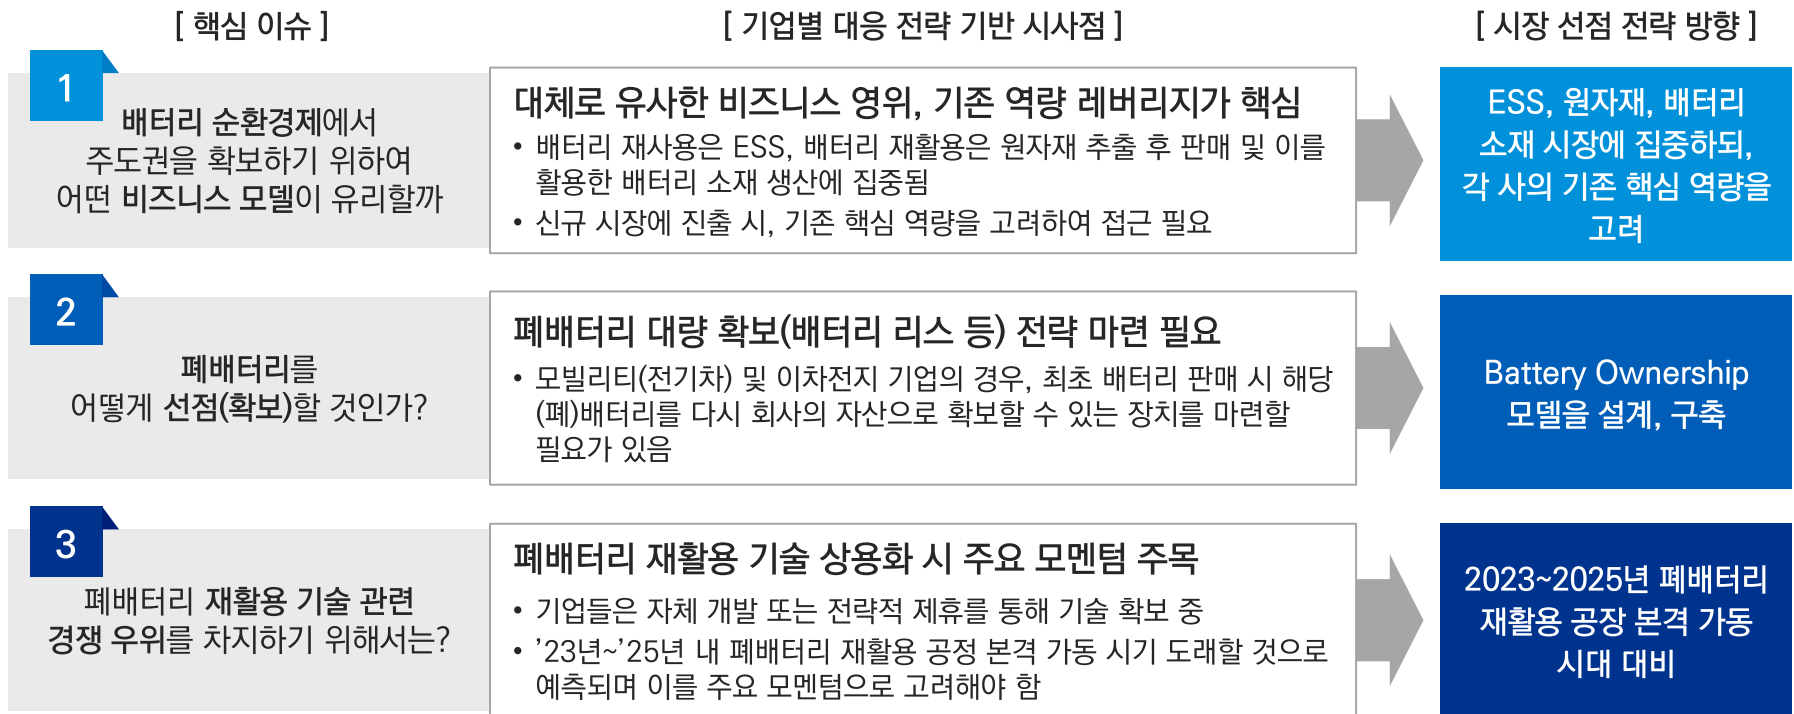 [ 핵심 이슈 ]
[ 기업별 대응 전략 기반 시사점 ]
[ 시장 선점 전략 방향 ]
1
배터리 순환경제에서
주도권을 확보하기 위하여
어떤 비즈니스 모델이 유리할까
대체로 유사한 비즈니스 영위, 기존 역량 레버리지가 핵심
• 배터리 재사용은 ESS, 배터리 재활용은 원자재 추출 후 판매 및 이를
활용한 배터리 소재 생산에 집중됨
• 신규 시장에 진출 시, 기존 핵심 역량을 고려하여 접근 필요
ESS, 원자재, 배터리
소재 시장에 집중하되,
각 사의 기존 핵심 역량을
고려
2
폐배터리를
어떻게 선점(확보)할 것인가?
폐배터리 대량 확보(배터리 리스 등) 전략 마련 필요
• 모빌리티(전기차) 및 이차전지 기업의 경우, 최초 배터리 판매 시 해당
(폐)배터리를 다시 회사의 자산으로 확보할 수 있는 장치를 마련할
필요가 있음
Battery Ownership
모델을 설계, 구축
3
폐배터리 재활용 기술 관련
경쟁 우위를 차지하기 위해서는?
폐배터리 재활용 기술 상용화 시 주요 모멘텀 주목
• 기업들은 자체 개발 또는 전략적 제휴를 통해 기술 확보 중
• ’23년~’25년 내 폐배터리 재활용 공정 본격 가동 시기 도래할 것으로
예측되며 이를 주요 모멘텀으로 고려해야 함
2023~2025년 폐배터리
재활용 공장 본격 가동
시대 대비